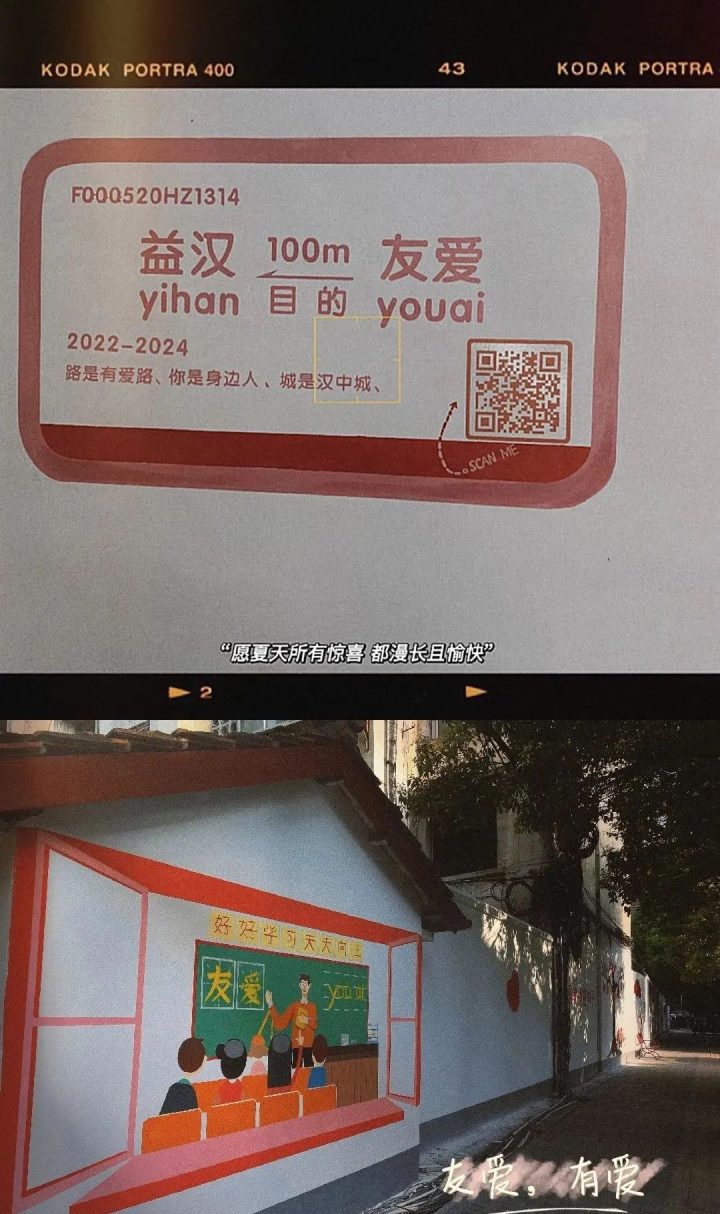 KODAK PORTRA 400 43 KODAK PORTRA
F000520HZ1314
益汉 100m 友爱
yihan 目的 youai
2022-2024
路是有爱路、你是身边人、城是汉中城、
SCAN ME
“愿夏天所有惊喜 都漫长且愉快”
2
好好学习天天向上
友爱 youai
友爱，有爱